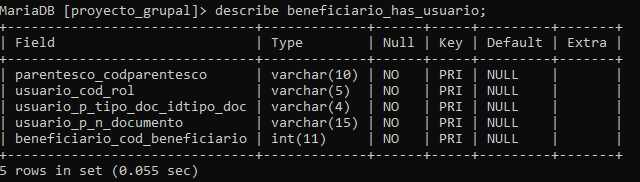 MariaDB [proyecto_grupal]> describe beneficiario_has_usuario;
+------------------------------+-------------+------+-----+---------+-------+
| Field                        | Type        | Null | Key | Default | Extra |
+------------------------------+-------------+------+-----+---------+-------+
| parentesco_codparentesco     | varchar(10) | NO   | PRI | NULL    |       |
| usuario_cod_rol              | varchar(5)  | NO   | PRI | NULL    |       |
| usuario_p_tipo_doc_idtipo_doc | varchar(4)  | NO   | PRI | NULL    |       |
| usuario_p_n_documento        | varchar(15) | NO   | PRI | NULL    |       |
| beneficiario_cod_beneficiario | int(11)     | NO   | PRI | NULL    |       |
+------------------------------+-------------+------+-----+---------+-------+
5 rows in set (0.055 sec)